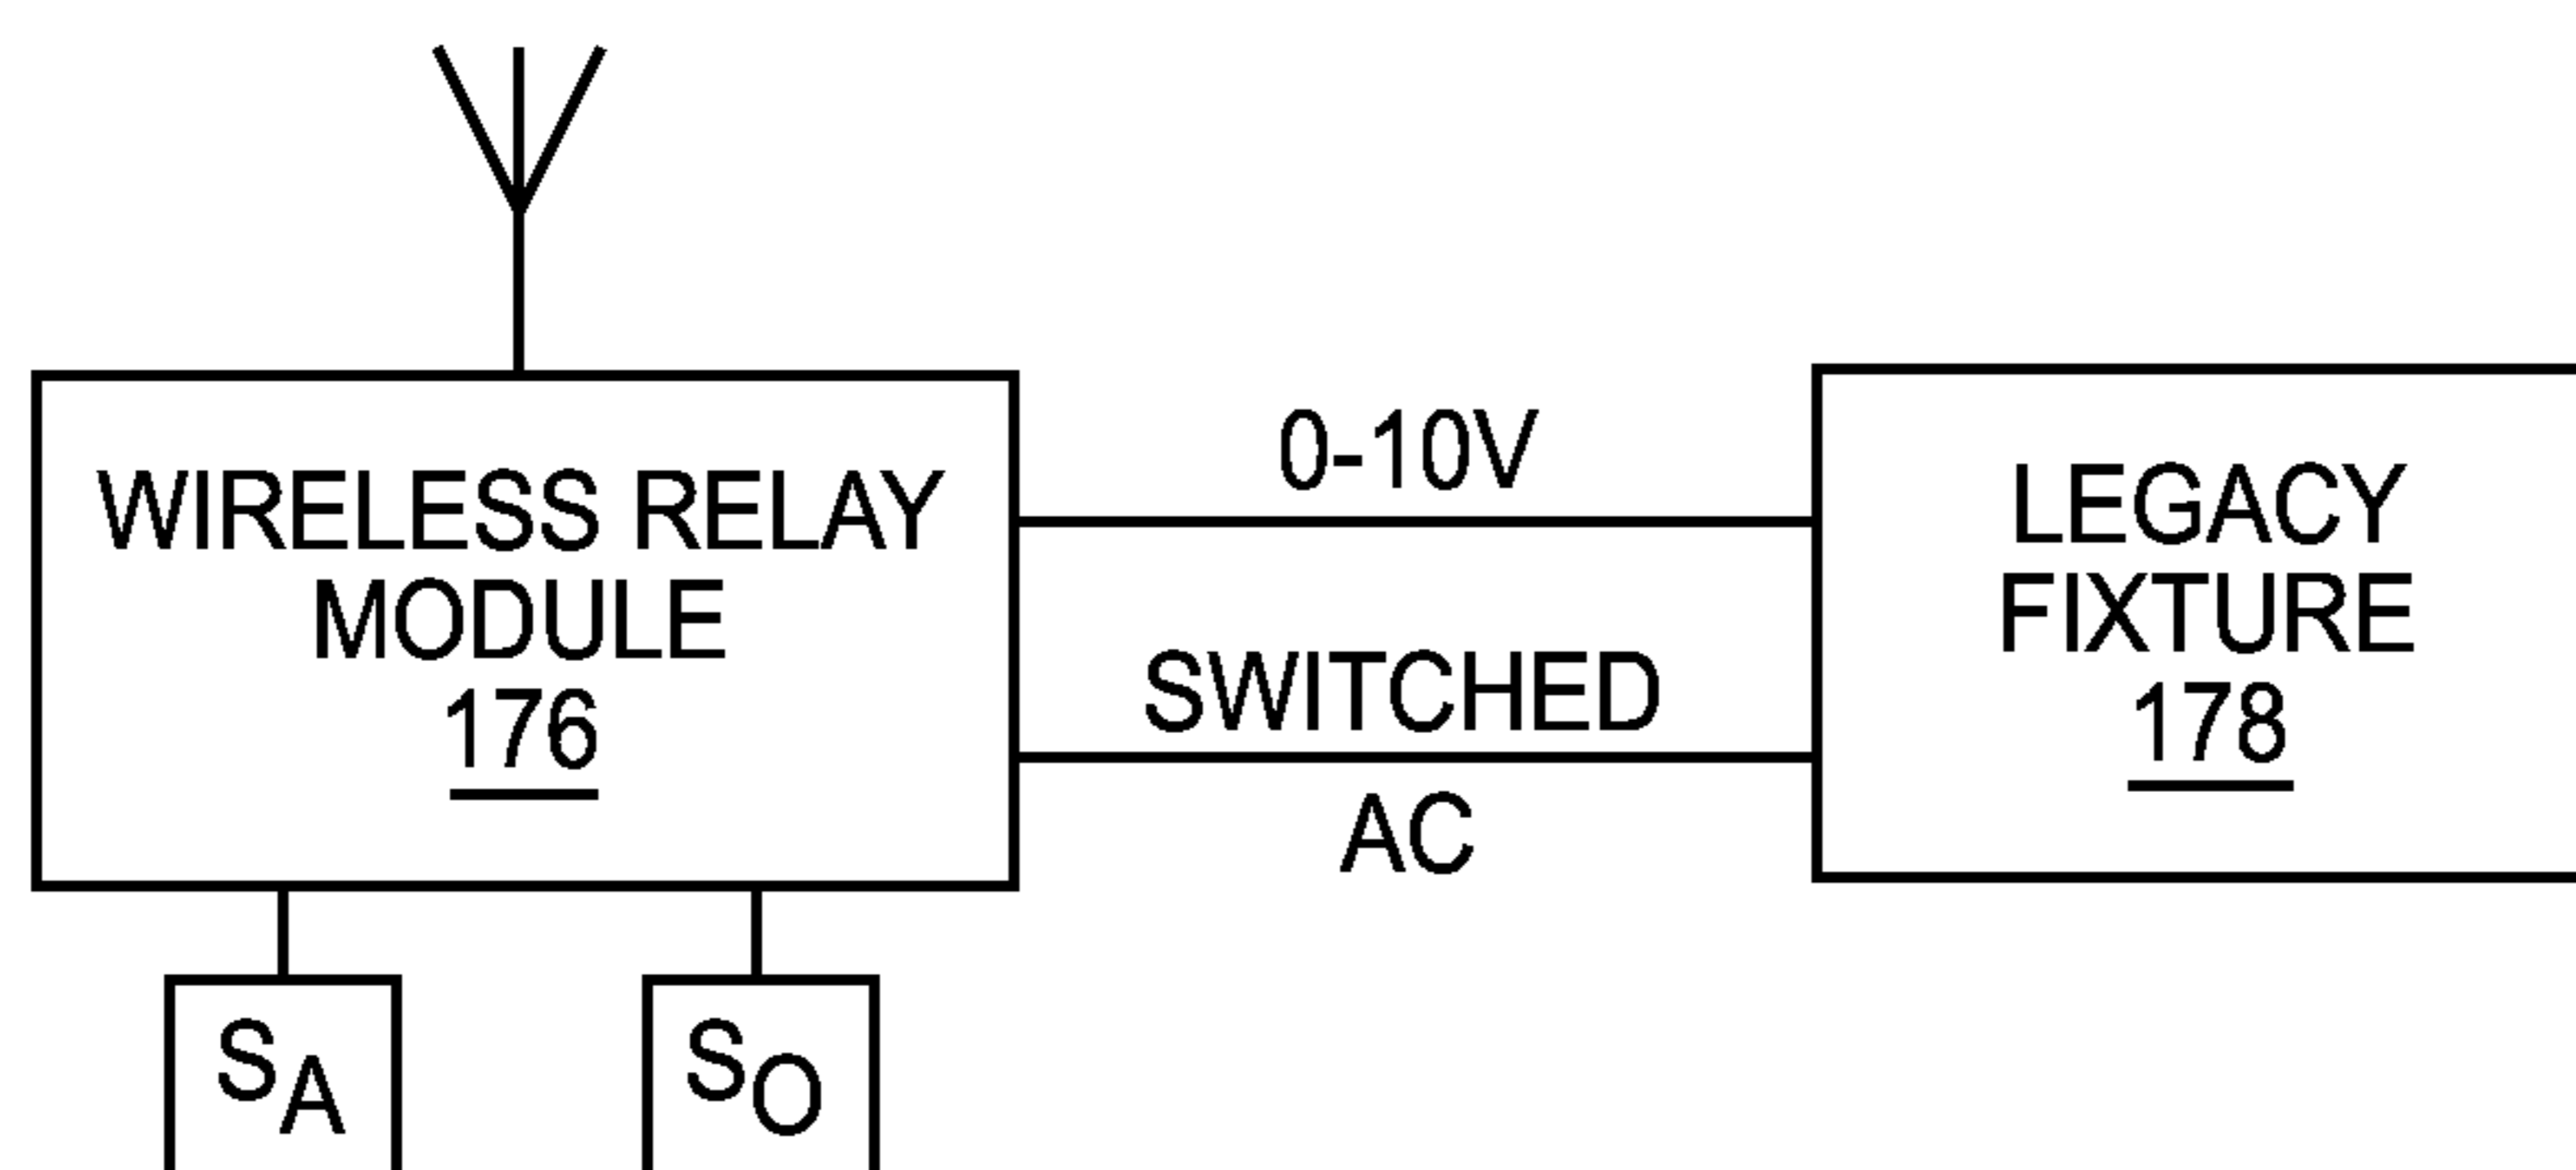 WIRELESS RELAY
MODULE
176
0-10V
SWITCHED
AC
LEGACY
FIXTURE
178
SA
SO